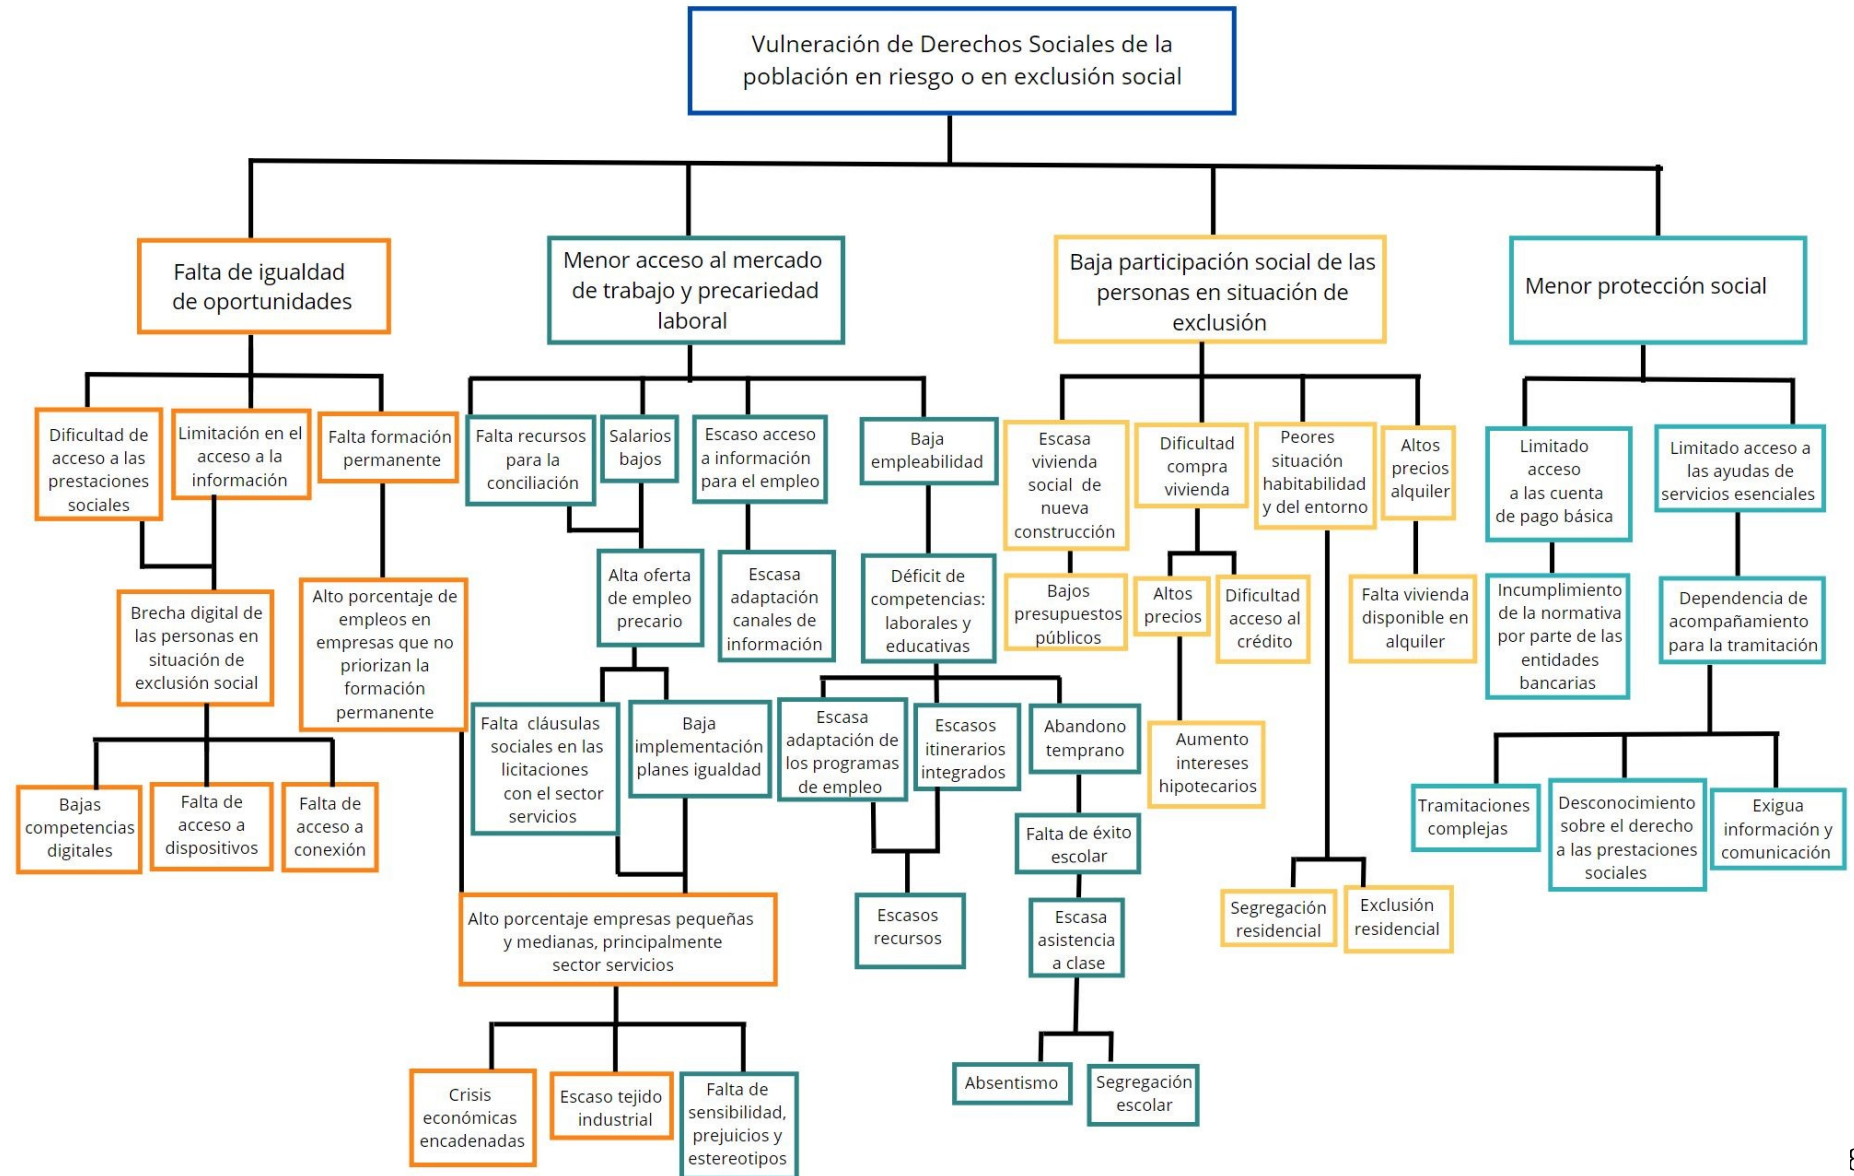 Vulneración de Derechos Sociales de la
población en riesgo o en exclusión social
Falta de igualdad
de oportunidades
Menor acceso al mercado
de trabajo y precariedad
laboral
Baja participación social de las
personas en situación de
exclusión
Menor protección social
Dificultad de
acceso a las
prestaciones
sociales
Limitación en el
acceso a la
información
Falta formación
permanente
Falta recursos
para la
conciliación
Salarios
bajos
Escaso acceso
a información
para el empleo
Baja
empleabilidad
Escasa
vivienda
social de
nueva
construcción
Dificultad
compra
vivienda
Peores
situación
habitabilidad
y del entorno
Altos
precios
alquiler
Limitado
acceso
a las cuenta
de pago básica
Limitado acceso a
las ayudas de
servicios esenciales
Brecha digital de
las personas en
situación de
exclusión social
Alto porcentaje de
empleos en
empresas que no
priorizan la
formación
permanente
Alta oferta
de empleo
precario
Escasa
adaptación
canales de
información
Déficit de
competencias:
laborales y
educativas
Bajos
presupuestos
públicos
Altos
precios
Dificultad
acceso al
crédito
Falta vivienda
disponible en
alquiler
Incumplimiento
de la normativa
por parte de las
entidades
bancarias
Dependencia de
acompañamiento
para la tramitación
Bajas
competencias
digitales
Falta de
acceso a
dispositivos
Falta de
acceso a
conexión
Falta cláusulas
sociales en las
licitaciones
con el sector
servicios
Baja
implementación
planes igualdad
Escasa
adaptación de
los programas
de empleo
Escasos
itinerarios
integrados
Abandono
temprano
Aumento
intereses
hipotecarios
Tramitaciones
complejas
Desconocimiento
sobre el derecho
a las prestaciones
sociales
Exigua
información y
comunicación
Falta de éxito
escolar
Alto porcentaje empresas pequeñas
y medianas, principalmente
sector servicios
Escasos
recursos
Escasa
asistencia
a clase
Segregación
residencial
Exclusión
residencial
Crisis
económicas
encadenadas
Escaso tejido
industrial
Falta de
sensibilidad,
prejuicios y
estereotipos
Absentismo
Segregación
escolar